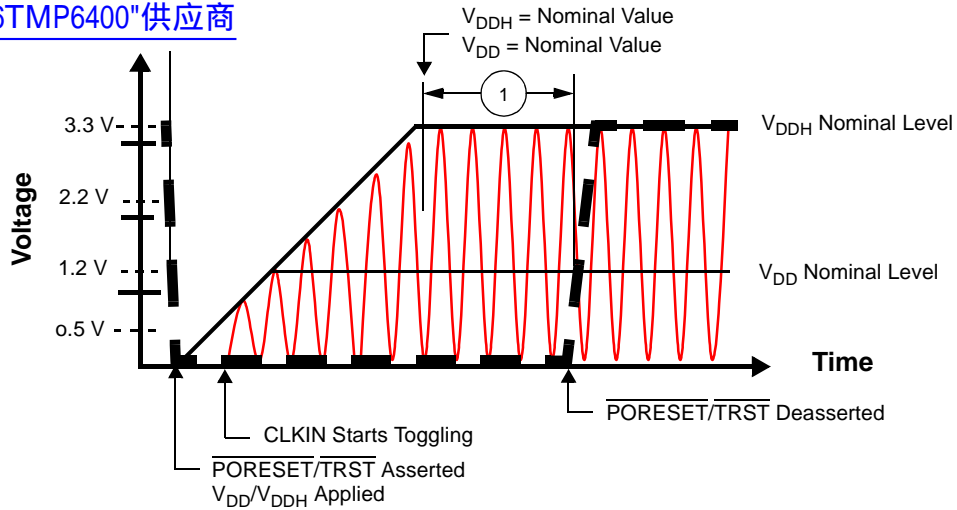 6TMP6400"供应商
V_DDH = Nominal Value
V_DD = Nominal Value
1
3.3 V
V_DDH Nominal Level
2.2 V
Voltage
1.2 V
V_DD Nominal Level
o.5 V
Time
PORESET/TRST Deasserted
CLKIN Starts Toggling
PORESET/TRST Asserted
V_DD/V_DDH Applied